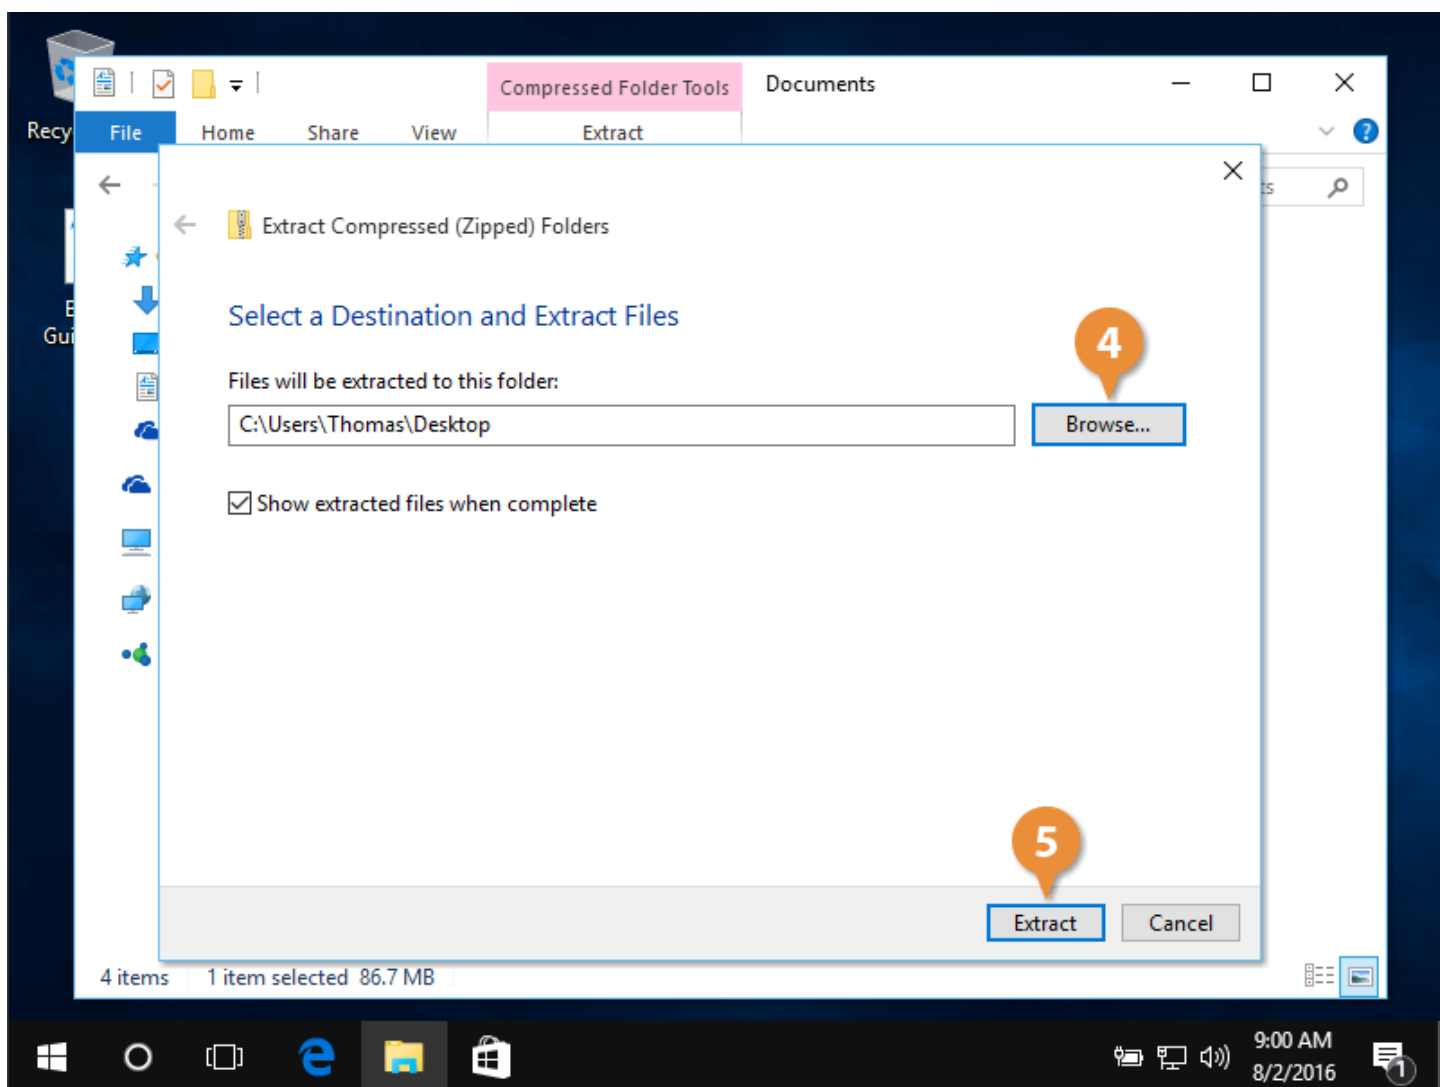 Compressed Folder Tools
Documents
File Home Share View Extract
Extract Compressed (Zipped) Folders
Select a Destination and Extract Files
4
Files will be extracted to this folder:
C:\Users\Thomas\Desktop Browse...
Show extracted files when complete
5
Extract Cancel
4 items 1 item selected 86.7 MB
9:00 AM
8/2/2016
1